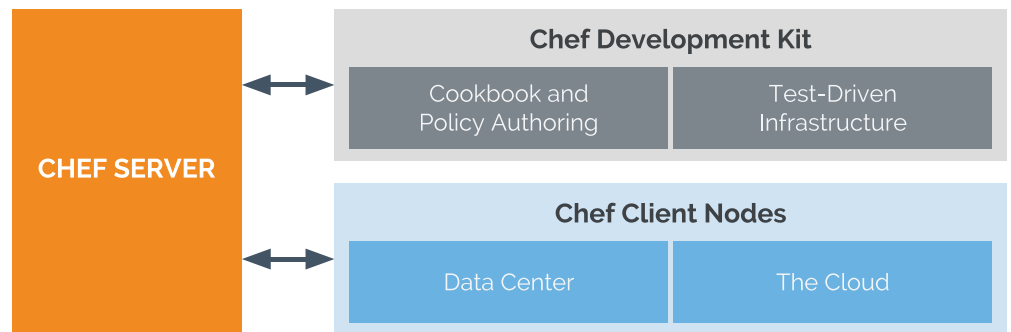 CHEF SERVER
Chef Development Kit
Cookbook and
Policy Authoring
Test-Driven
Infrastructure
Chef Client Nodes
Data Center
The Cloud